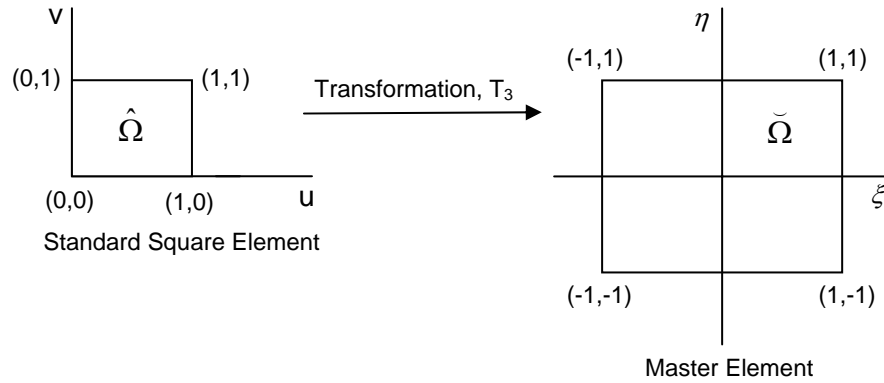 v
(0,1)
(1,1)
Ω̂
(0,0)
(1,0)
u
Standard Square Element
Transformation, T₃
η
(-1,1)
(1,1)
Ω̆
ξ
(-1,-1)
(1,-1)
Master Element